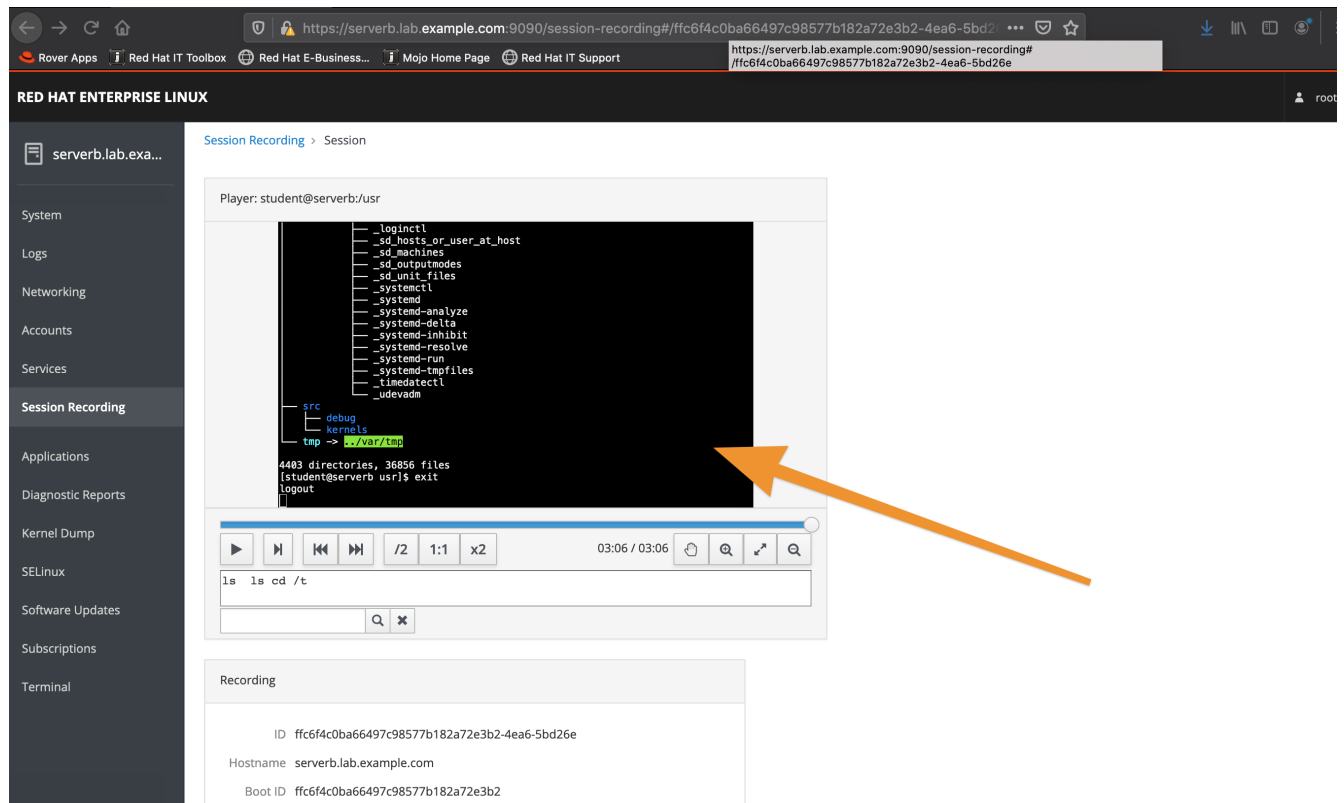 https://serverb.lab.example.com:9090/session-recording#/ffc6f4c0ba66497c98577b182a72e3b2-4ea6-5bd2
Rover Apps Red Hat IT Toolbox Red Hat E-Business... Mojo Home Page Red Hat IT Support
https://serverb.lab.example.com:9090/session-recording#
/ffc6f4c0ba66497c98577b182a72e3b2-4ea6-5bd26e
RED HAT ENTERPRISE LINUX
root
serverb.lab.exa...
System
Logs
Networking
Accounts
Services
Session Recording
Applications
Diagnostic Reports
Kernel Dump
SELinux
Software Updates
Subscriptions
Terminal
Session Recording > Session
Player: student@serverb:/usr
├── _loginctl
├── _sd_hosts_or_user_at_host
├── _sd_machines
├── _sd_outputmodes
├── _sd_unit_files
├── _systemctl
├── _systemd
├── _systemd-analyze
├── _systemd-delta
├── _systemd-inhibit
├── _systemd-resolve
├── _systemd-run
├── _systemd-tmpfiles
├── _timedatectl
└── _udevadm
├── src
├── debug
└── kernels
└── tmp -> ../var/tmp
4403 directories, 36856 files
[student@serverb usr]$ exit
logout
/2 1:1 x2 03:06 / 03:06
ls  ls cd /t
Recording
ID ffc6f4c0ba66497c98577b182a72e3b2-4ea6-5bd26e
Hostname serverb.lab.example.com
Boot ID ffc6f4c0ba66497c98577b182a72e3b2